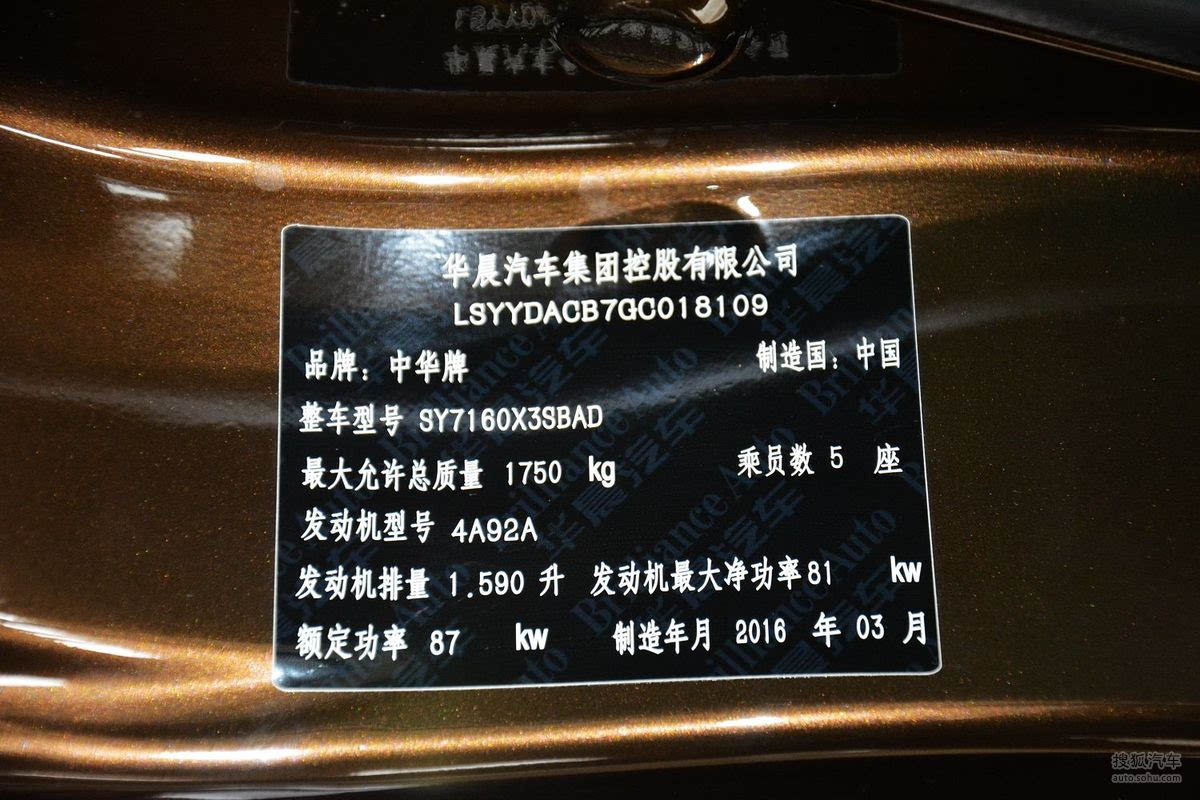 华晨汽车集团控股有限公司
LSYYDACB7GC018109
品牌：中华牌 制造国：中国
整车型号 SY7160X3SBAD
最大允许总质量 1750 kg 乘员数 5 座
发动机型号 4A92A
发动机排量 1.590 升 发动机最大净功率81 kw
额定功率 87 kw 制造年月 2016 年 03 月
搜狐汽车
auto.sohu.com